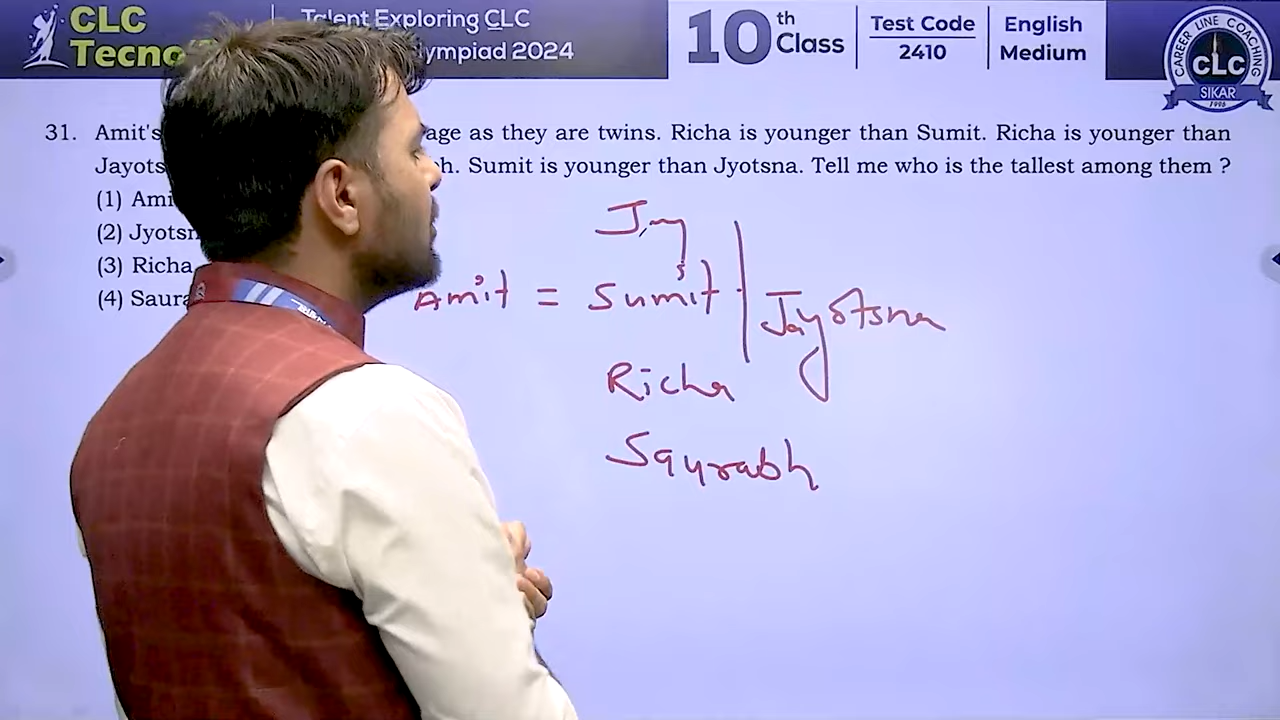 CLC
Tecno
Talent Exploring CLC
ympiad 2024
10th Class
Test Code
2410
English
Medium
CAREER LINE COACHING
CLC
SIKAR
1996
31. Amit's age as they are twins. Richa is younger than Sumit. Richa is younger than
Jayots h. Sumit is younger than Jyotsna. Tell me who is the tallest among them ?
(1) Ami
(2) Jyotsn
(3) Richa
(4) Saura
Jay
Amit = Sumit
Jayotsna
Richa
Saurabh